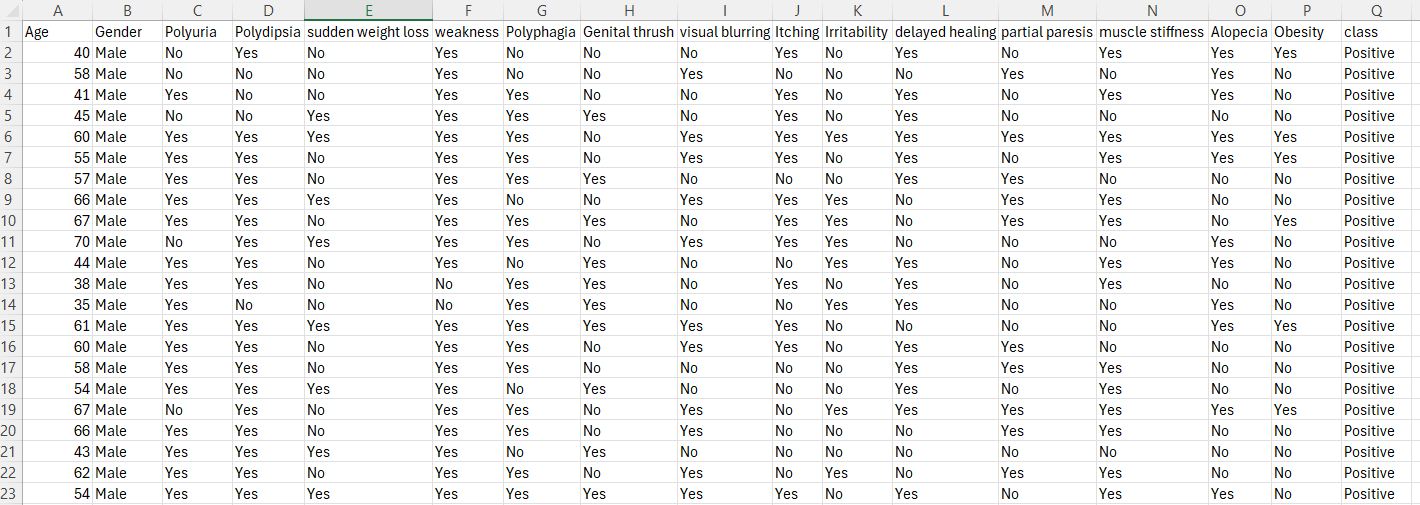 A B C D E F G H I J K L M N O P Q
1 Age Gender Polyuria Polydipsia sudden weight loss weakness Polyphagia Genital thrush visual blurring Itching Irritability delayed healing partial paresis muscle stiffness Alopecia Obesity class
2 40 Male No Yes No Yes No No No Yes No Yes No Yes Yes Yes Positive
3 58 Male No No No Yes No No Yes No No No Yes No Yes No Positive
4 41 Male Yes No No Yes Yes No No Yes No Yes No Yes Yes No Positive
5 45 Male No No Yes Yes Yes Yes No Yes No Yes No No No No Positive
6 60 Male Yes Yes Yes Yes Yes No Yes Yes Yes Yes Yes Yes Yes Yes Positive
7 55 Male Yes Yes No Yes Yes No Yes Yes No Yes No Yes Yes Yes Positive
8 57 Male Yes Yes No Yes Yes Yes No No No Yes Yes No No No Positive
9 66 Male Yes Yes Yes Yes No No Yes Yes Yes No Yes Yes No No Positive
10 67 Male Yes Yes No Yes Yes Yes No Yes Yes No Yes Yes No Yes Positive
11 70 Male No Yes Yes Yes Yes No Yes Yes Yes No No No Yes No Positive
12 44 Male Yes Yes No Yes No Yes No No Yes Yes No Yes Yes No Positive
13 38 Male Yes Yes No No Yes Yes No Yes No Yes No Yes No No Positive
14 35 Male Yes No No No Yes Yes No No Yes Yes No No Yes No Positive
15 61 Male Yes Yes Yes Yes Yes Yes Yes Yes No No No No Yes Yes Positive
16 60 Male Yes Yes No Yes Yes No Yes Yes No Yes Yes No No No Positive
17 58 Male Yes Yes No Yes Yes No No No No Yes Yes Yes No No Positive
18 54 Male Yes Yes Yes Yes No Yes No No No Yes No Yes No No Positive
19 67 Male No Yes No Yes Yes No Yes No Yes Yes Yes Yes Yes Yes Positive
20 66 Male Yes Yes No Yes Yes No Yes No No No Yes Yes No No Positive
21 43 Male Yes Yes Yes Yes No Yes No No No No No No No No Positive
22 62 Male Yes Yes No Yes Yes No Yes No Yes No Yes Yes No No Positive
23 54 Male Yes Yes Yes Yes Yes Yes Yes Yes No Yes No Yes Yes No Positive